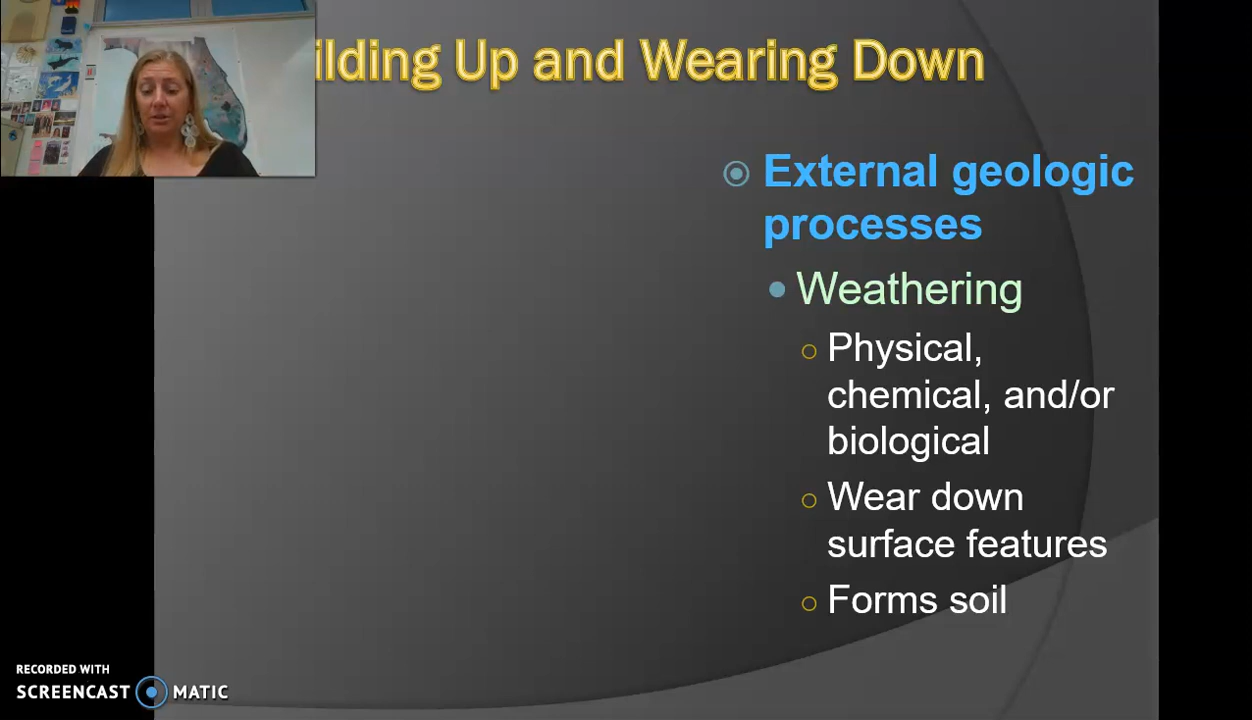 ilding Up and Wearing Down
External geologic
processes
Weathering
Physical,
chemical, and/or
biological
Wear down
surface features
Forms soil
RECORDED WITH
SCREENCAST MATIC